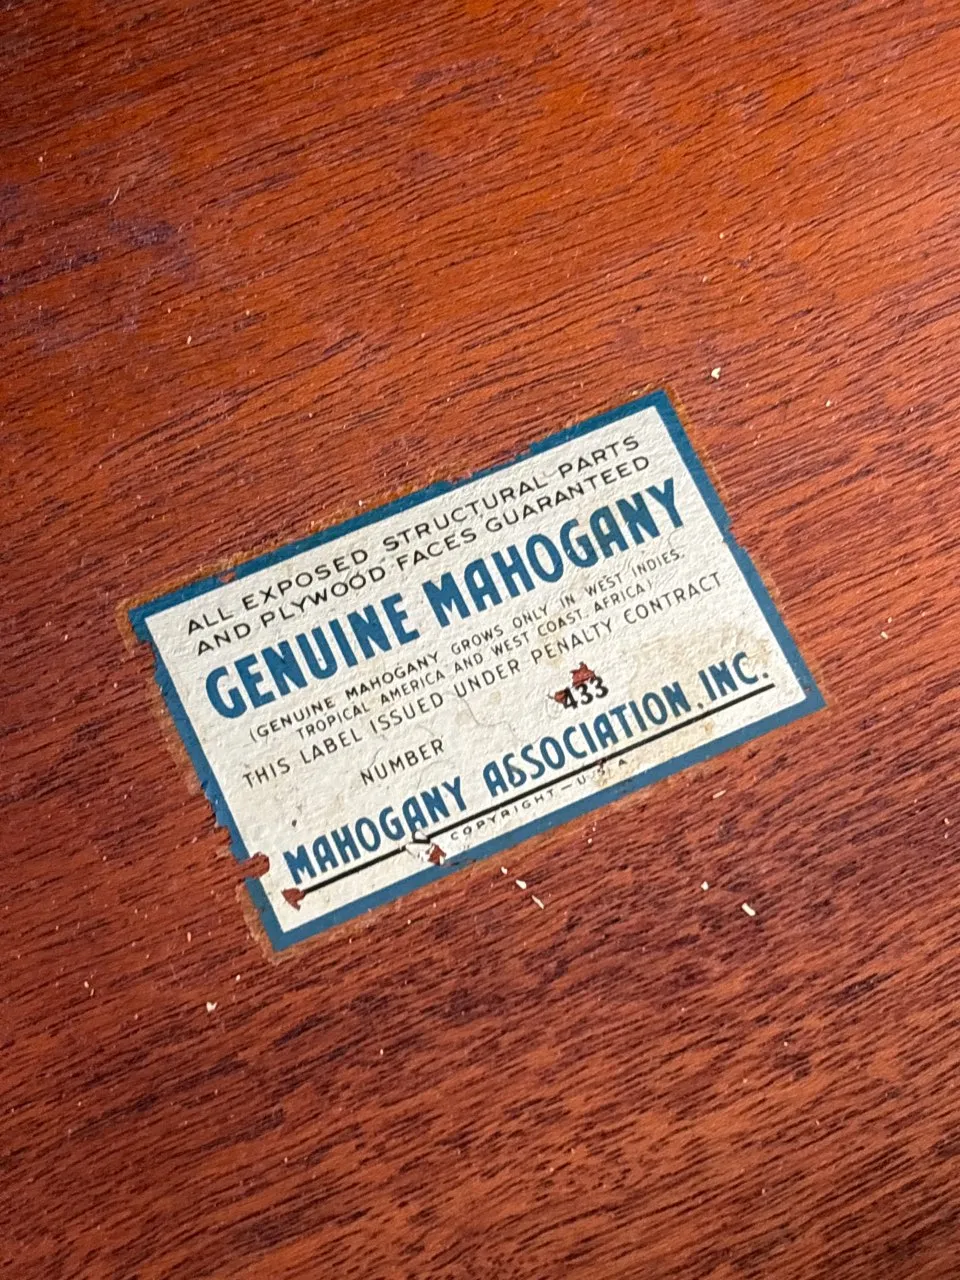 ALL EXPOSED STRUCTURAL PARTS
AND PLYWOOD FACES GUARANTEED
GENUINE MAHOGANY
(GENUINE MAHOGANY GROWS ONLY IN WEST INDIES,
TROPICAL AMERICA AND WEST COAST AFRICA)
THIS LABEL ISSUED UNDER PENALTY CONTRACT
NUMBER 433
MAHOGANY ASSOCIATION, INC.
COPYRIGHT—U.S.A.